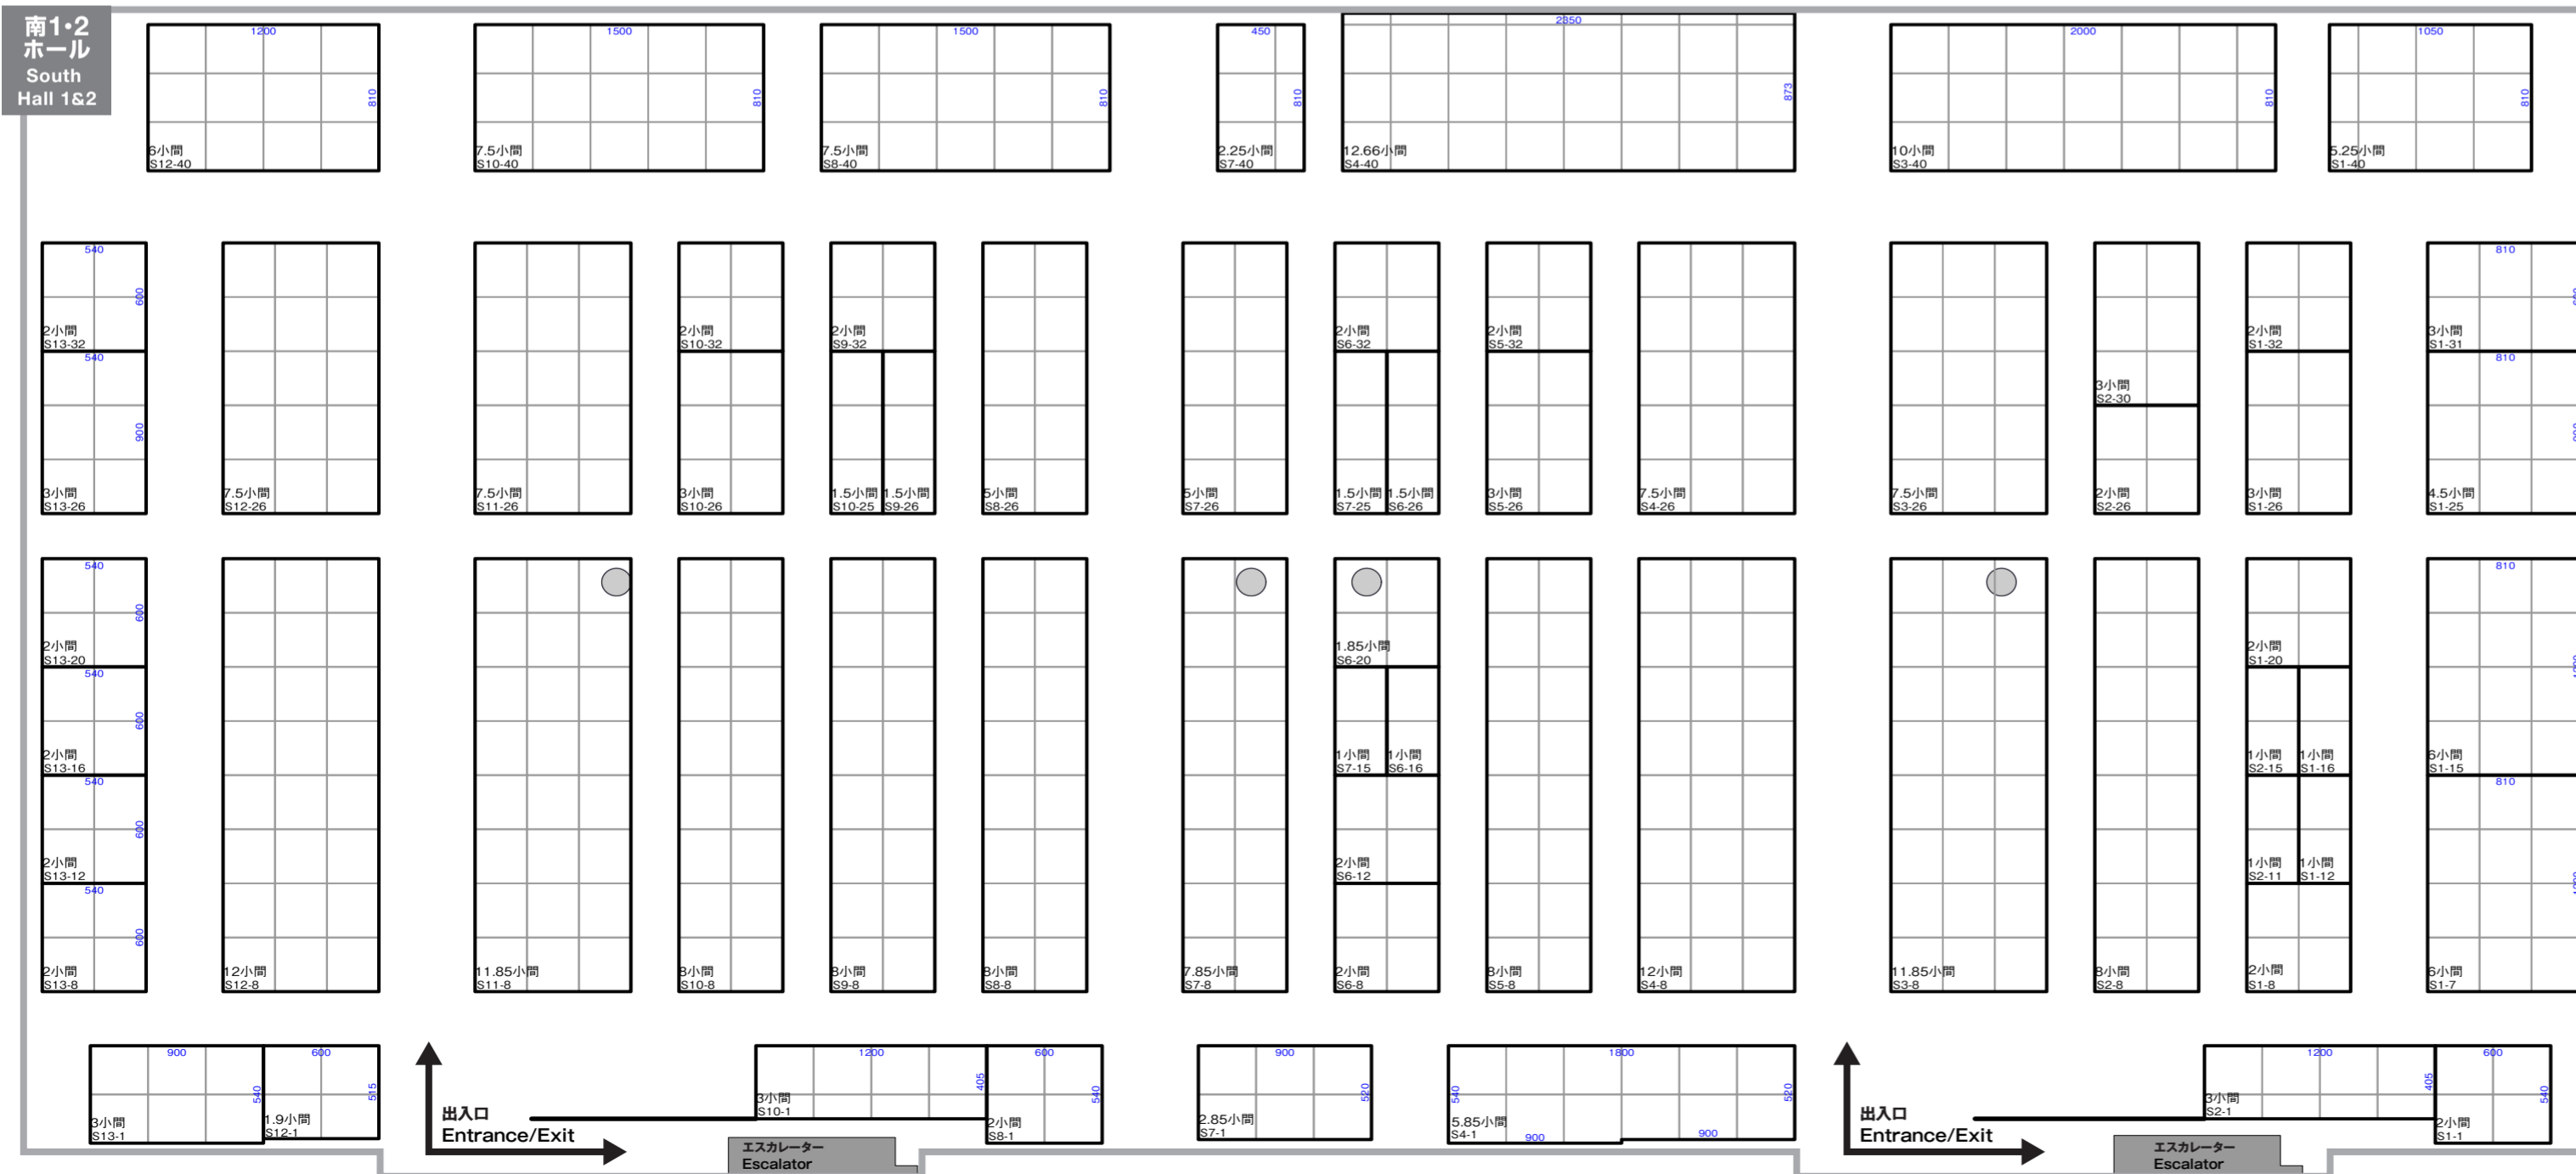 南1・2
ホール
South
Hall 1&2
1200
810
6小間
S12-40
1500
810
7.5小間
S10-40
1500
810
7.5小間
S8-40
450
810
2.25小間
S7-40
2350
873
12.66小間
S4-40
2000
810
10小間
S3-40
1050
810
5.25小間
S1-40
540
600
2小間
S13-32
540
900
3小間
S13-26
7.5小間
S12-26
7.5小間
S11-26
2小間
S10-32
3小間
S10-26
2小間
S9-32
1.5小間
S10-25
1.5小間
S9-26
5小間
S8-26
5小間
S7-26
2小間
S6-32
1.5小間
S7-25
1.5小間
S6-26
2小間
S5-32
3小間
S5-26
7.5小間
S4-26
7.5小間
S3-26
3小間
S2-30
2小間
S2-26
2小間
S1-32
3小間
S1-26
810
3小間
S1-31
810
4.5小間
S1-25
540
600
2小間
S13-20
540
600
2小間
S13-16
540
600
2小間
S13-12
540
600
2小間
S13-8
12小間
S12-8
11.85小間
S11-8
8小間
S10-8
8小間
S9-8
8小間
S8-8
7.85小間
S7-8
1.85小間
S6-20
1小間
S7-15
1小間
S6-16
2小間
S6-12
2小間
S6-8
8小間
S5-8
12小間
S4-8
11.85小間
S3-8
8小間
S2-8
2小間
S1-20
1小間
S2-15
1小間
S1-16
1小間
S2-11
1小間
S1-12
2小間
S1-8
810
6小間
S1-15
810
6小間
S1-7
900
540
3小間
S13-1
600
515
1.9小間
S12-1
出入口
Entrance/Exit
1200
405
3小間
S10-1
600
540
2小間
S8-1
エスカレーター
Escalator
900
520
2.85小間
S7-1
1800
540
520
5.85小間
S4-1
900
900
出入口
Entrance/Exit
1200
405
3小間
S2-1
600
540
2小間
S1-1
エスカレーター
Escalator